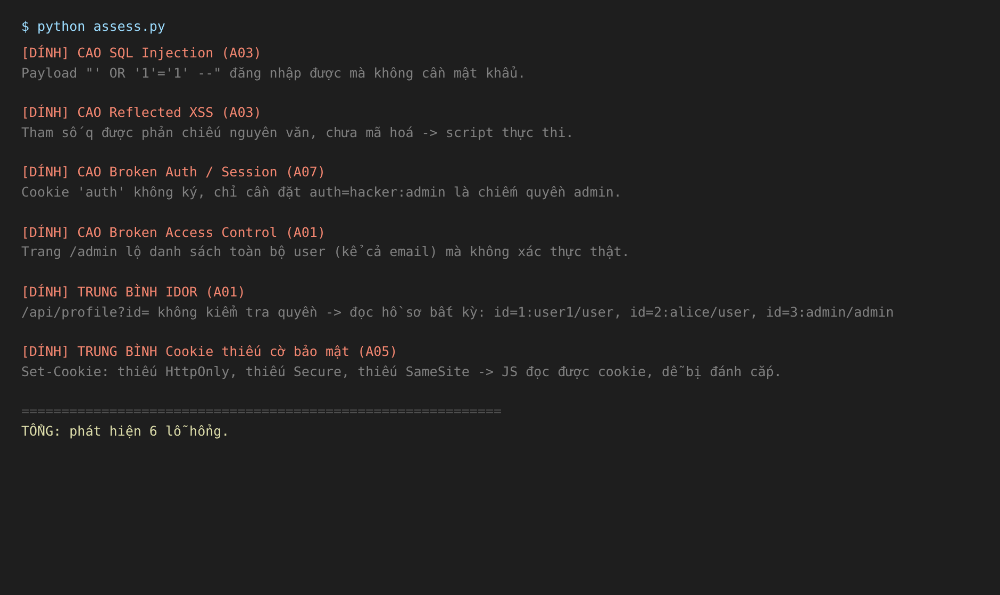 $ python assess.py
[DÍNH] CAO SQL Injection (A03)
Payload "' OR '1'='1' --" đăng nhập được mà không cần mật khẩu.
[DÍNH] CAO Reflected XSS (A03)
Tham số q được phản chiếu nguyên văn, chưa mã hoá -> script thực thi.
[DÍNH] CAO Broken Auth / Session (A07)
Cookie 'auth' không ký, chỉ cần đặt auth=hacker:admin là chiếm quyền admin.
[DÍNH] CAO Broken Access Control (A01)
Trang /admin lộ danh sách toàn bộ user (kể cả email) mà không xác thực thật.
[DÍNH] TRUNG BÌNH IDOR (A01)
/api/profile?id= không kiểm tra quyền -> đọc hồ sơ bất kỳ: id=1:user1/user, id=2:alice/user, id=3:admin/admin
[DÍNH] TRUNG BÌNH Cookie thiếu cờ bảo mật (A05)
Set-Cookie: thiếu HttpOnly, thiếu Secure, thiếu SameSite -> JS đọc được cookie, dễ bị đánh cắp.
============================================================
TỔNG: phát hiện 6 lỗ hổng.